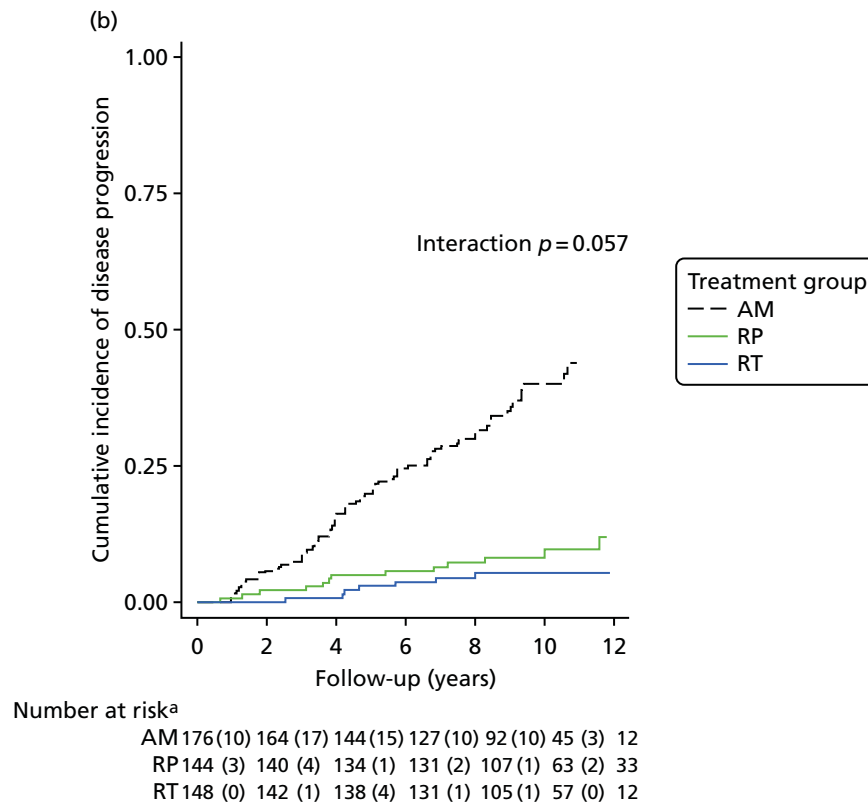 (b)
1.00
0.75
0.50
0.25
0.00
Cumulative incidence of disease progression
Interaction p = 0.057
Treatment group
AM
RP
RT
0 2 4 6 8 10 12
Follow-up (years)
Number at riskᵃ
AM 176 (10) 164 (17) 144 (15) 127 (10) 92 (10) 45 (3) 12
RP 144 (3) 140 (4) 134 (1) 131 (2) 107 (1) 63 (2) 33
RT 148 (0) 142 (1) 138 (4) 131 (1) 105 (1) 57 (0) 12